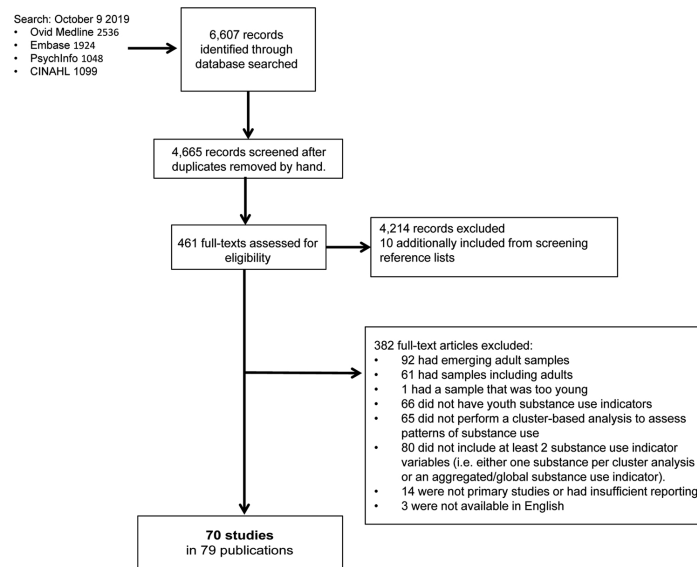 Search: October 9 2019
• Ovid Medline 2536
• Embase 1924
• PsychInfo 1048
• CINAHL 1099
6,607 records
identified through
database searched
4,665 records screened after
duplicates removed by hand.
461 full-texts assessed for
eligibility
4,214 records excluded
10 additionally included from screening
reference lists
382 full-text articles excluded:
• 92 had emerging adult samples
• 61 had samples including adults
• 1 had a sample that was too young
• 66 did not have youth substance use indicators
• 65 did not perform a cluster-based analysis to assess
patterns of substance use
• 80 did not include at least 2 substance use indicator
variables (i.e. either one substance per cluster analysis
or an aggregated/global substance use indicator).
• 14 were not primary studies or had insufficient reporting
• 3 were not available in English
70 studies
in 79 publications